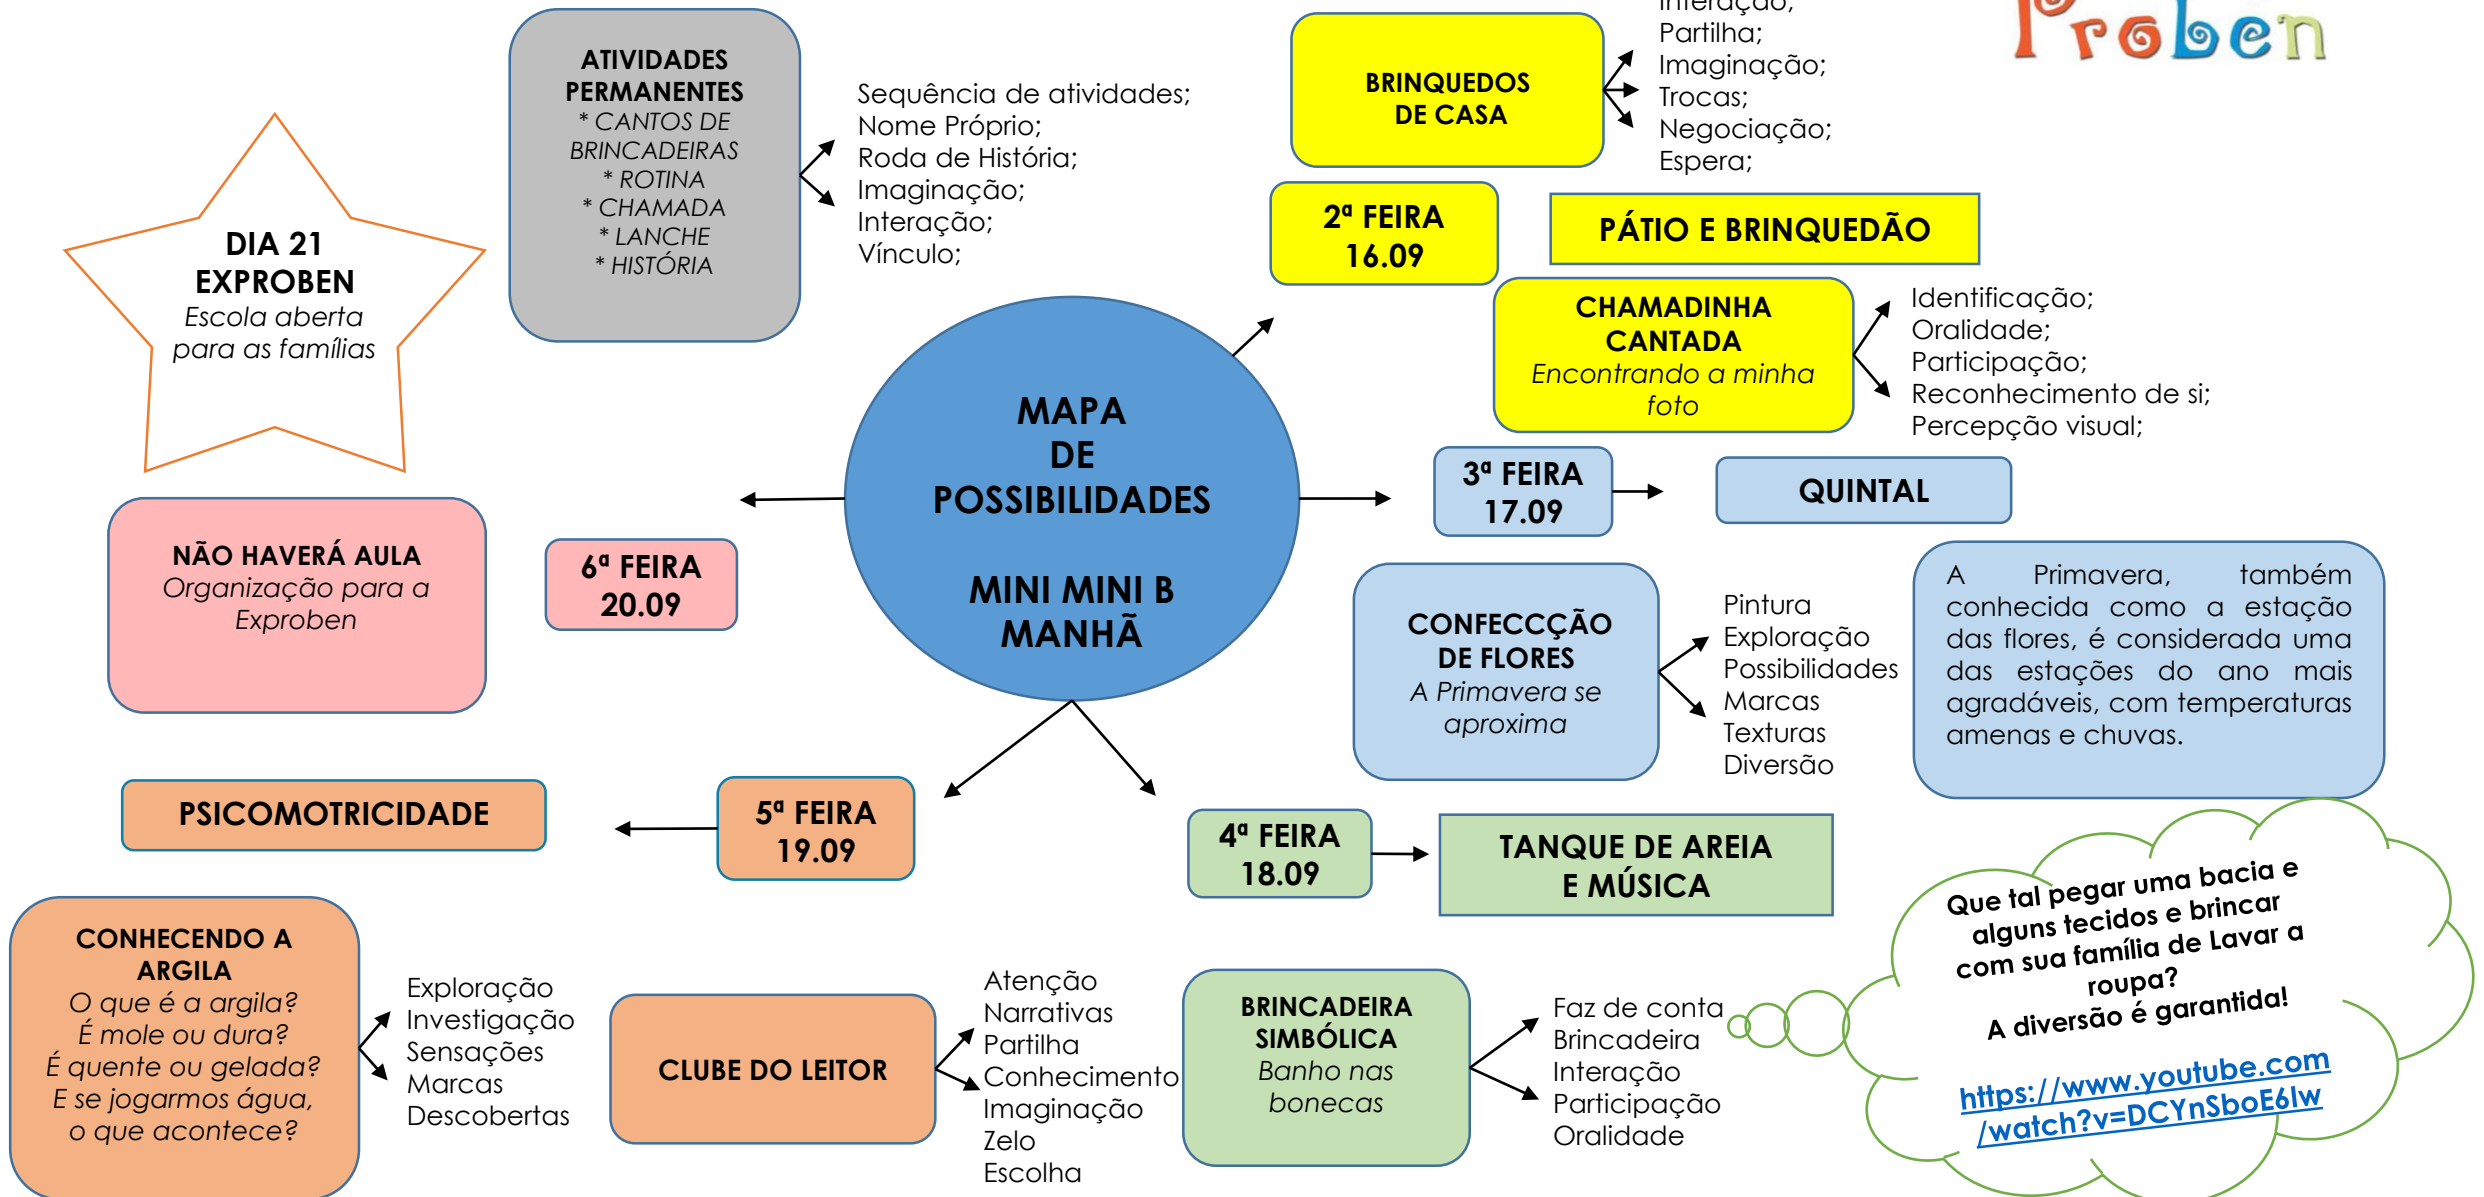 Proben
DIA 21
EXPROBEN
Escola aberta
para as famílias
ATIVIDADES
PERMANENTES
* CANTOS DE
BRINCADEIRAS
* ROTINA
* CHAMADA
* LANCHE
* HISTÓRIA
Sequência de atividades;
Nome Próprio;
Roda de História;
Imaginação;
Interação;
Vínculo;
BRINQUEDOS
DE CASA
Interação;
Partilha;
Imaginação;
Trocas;
Negociação;
Espera;
2ª FEIRA
16.09
PÁTIO E BRINQUEDÃO
CHAMADINHA
CANTADA
Encontrando a minha
foto
Identificação;
Oralidade;
Participação;
Reconhecimento de si;
Percepção visual;
MAPA
DE
POSSIBILIDADES
MINI MINI B
MANHÃ
3ª FEIRA
17.09
QUINTAL
CONFECCÇÃO
DE FLORES
A Primavera se
aproxima
Pintura
Exploração
Possibilidades
Marcas
Texturas
Diversão
A Primavera, também
conhecida como a estação
das flores, é considerada uma
das estações do ano mais
agradáveis, com temperaturas
amenas e chuvas.
NÃO HAVERÁ AULA
Organização para a
Exproben
6ª FEIRA
20.09
PSICOMOTRICIDADE
5ª FEIRA
19.09
4ª FEIRA
18.09
TANQUE DE AREIA
E MÚSICA
CONHECENDO A
ARGILA
O que é a argila?
É mole ou dura?
É quente ou gelada?
E se jogarmos água,
o que acontece?
Exploração
Investigação
Sensações
Marcas
Descobertas
CLUBE DO LEITOR
Atenção
Narrativas
Partilha
Conhecimento
Imaginação
Zelo
Escolha
BRINCADEIRA
SIMBÓLICA
Banho nas
bonecas
Faz de conta
Brincadeira
Interação
Participação
Oralidade
Que tal pegar uma bacia e
alguns tecidos e brincar
com sua família de Lavar a
roupa?
A diversão é garantida!
https://www.youtube.com
/watch?v=DCYnSboE6Iw